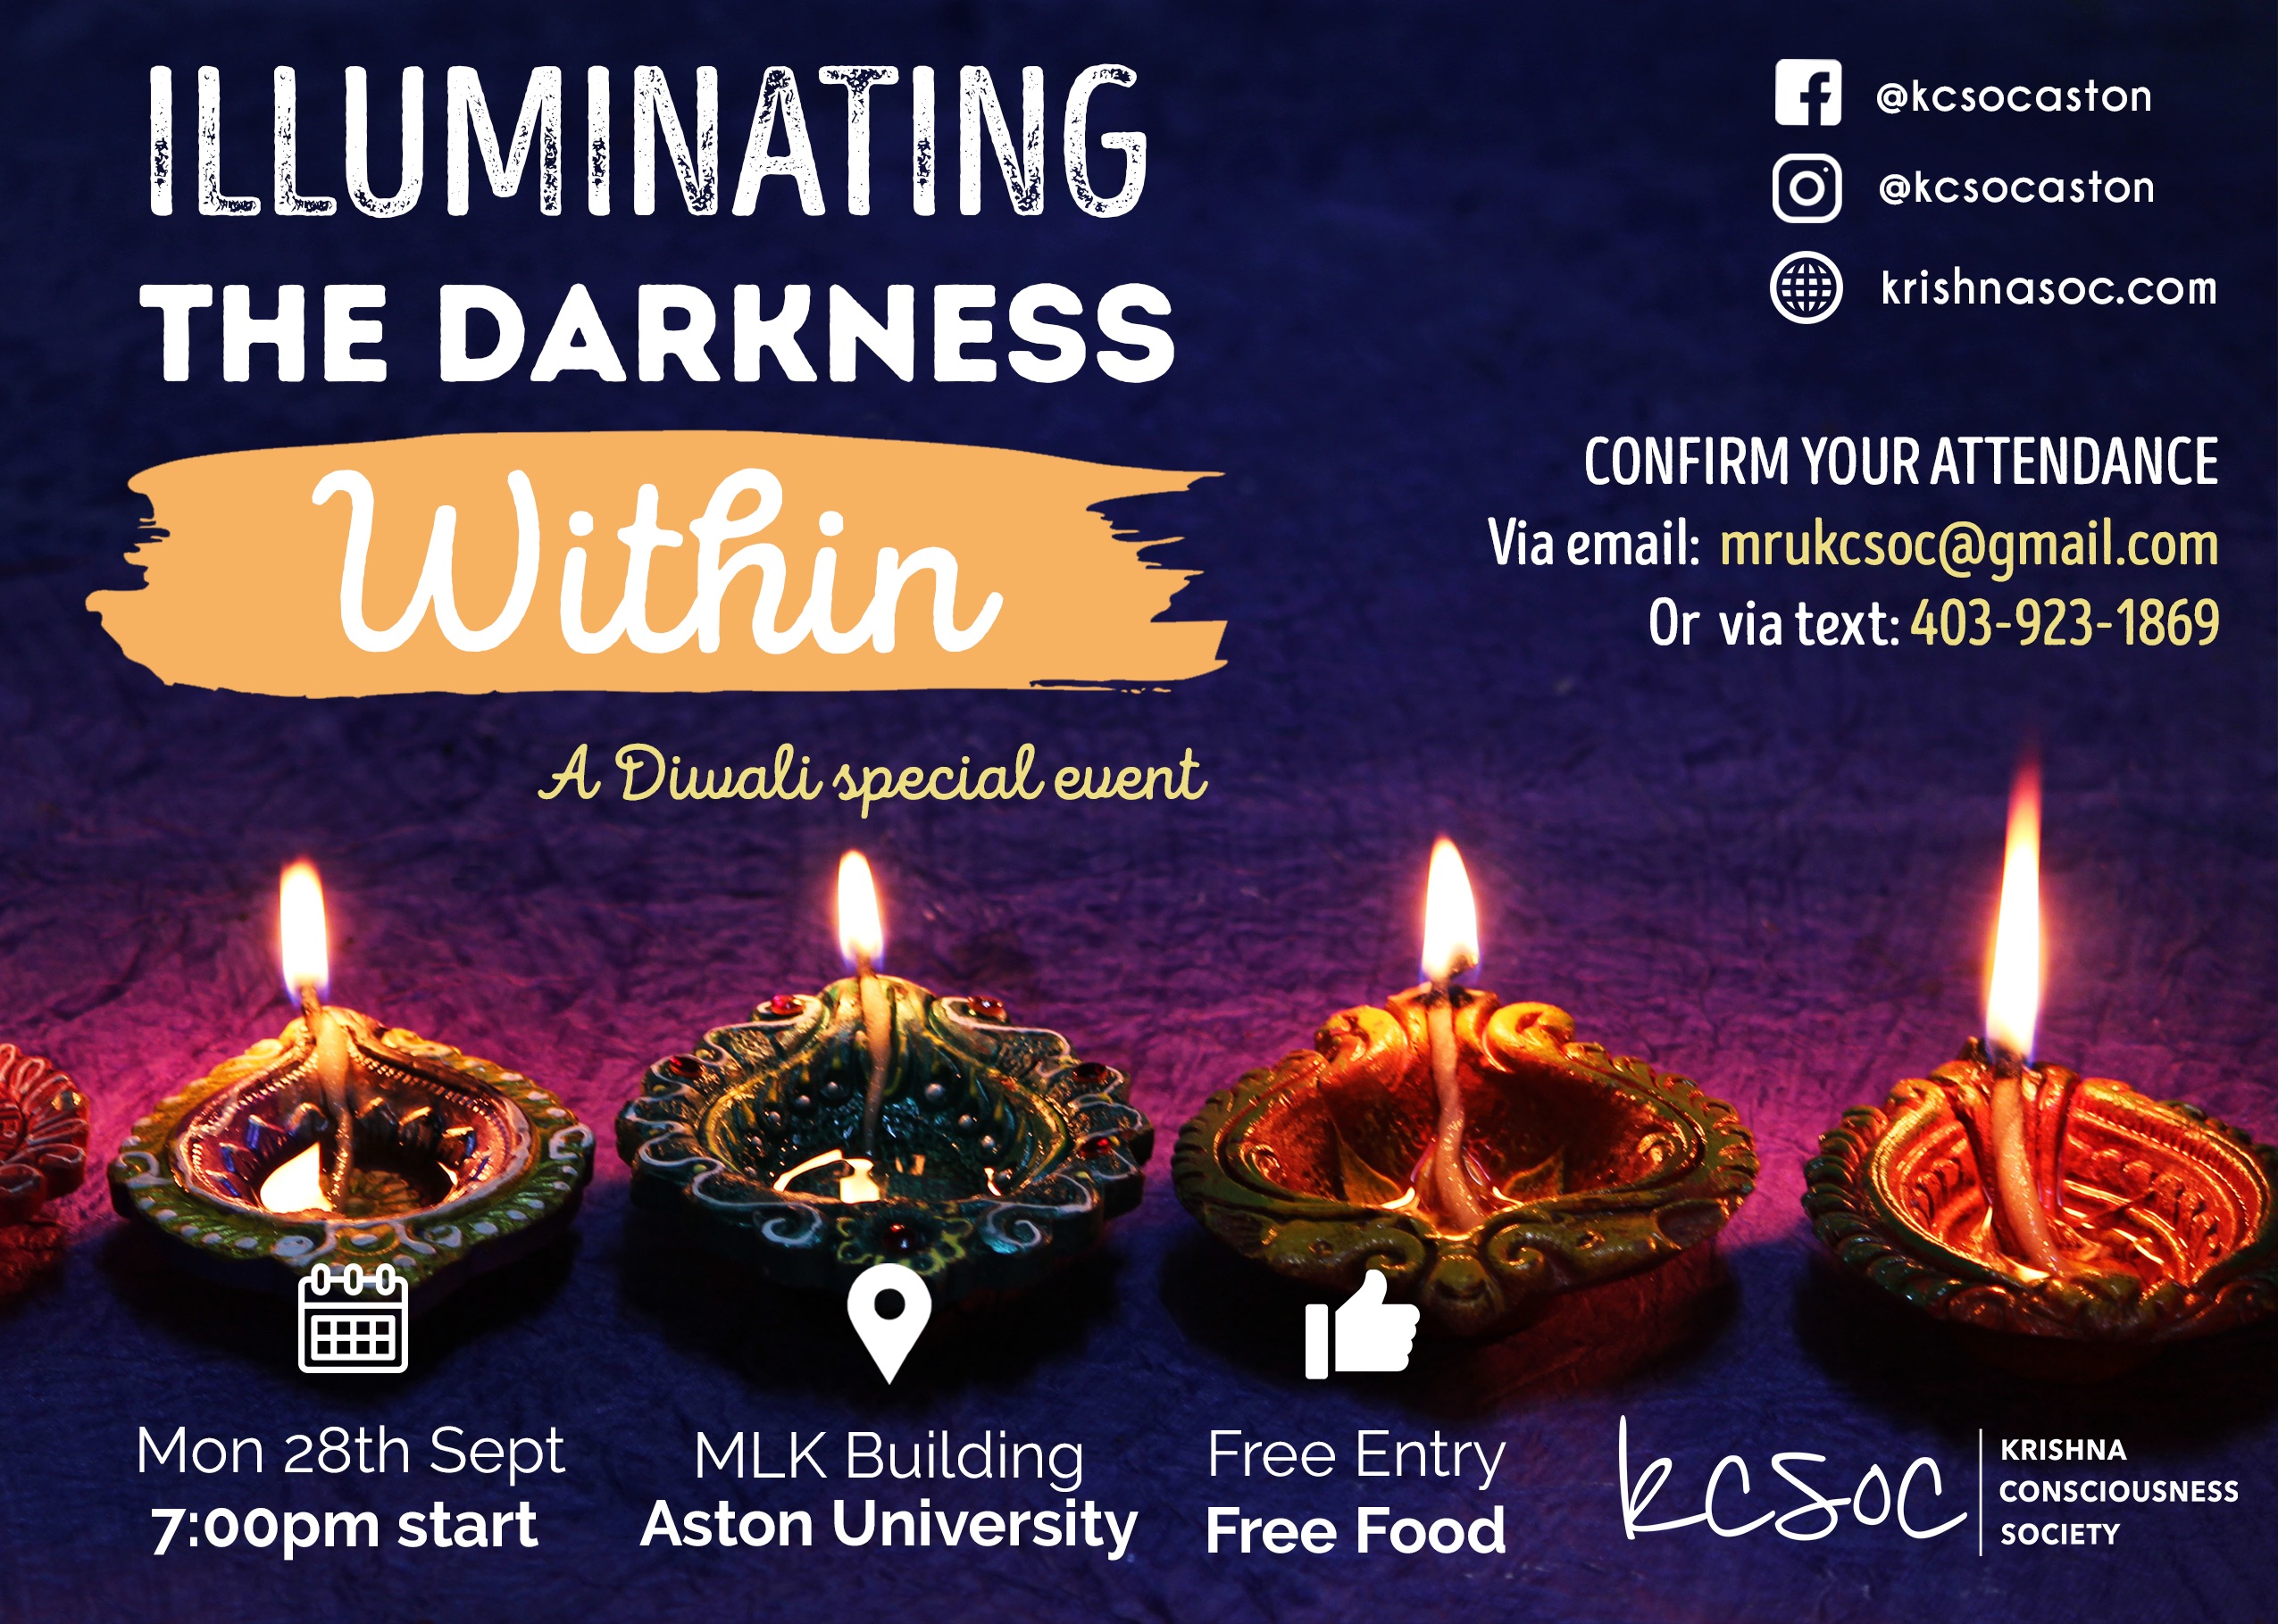 ILLUMINATING
THE DARKNESS
Within
A Diwali special event
@kcsocaston
@kcsocaston
krishnasoc.com
CONFIRM YOUR ATTENDANCE
Via email: mrukcsoc@gmail.com
Or via text: 403-923-1869
Mon 28th Sept
7:00pm start
MLK Building
Aston University
Free Entry
Free Food
kcsoc
KRISHNA
CONSCIOUSNESS
SOCIETY